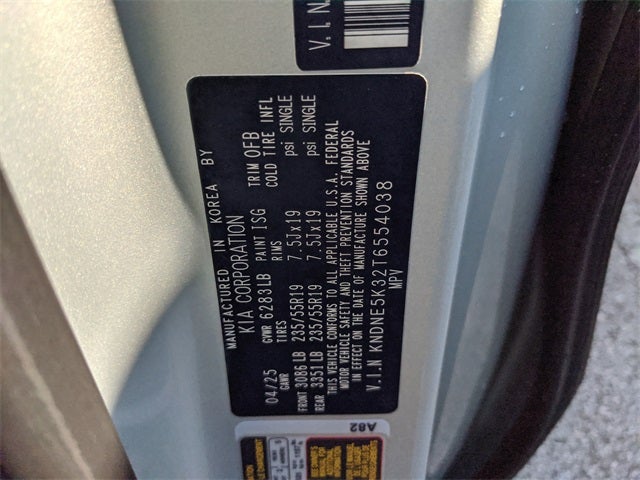 V.I.N
MANUFACTURED IN KOREA BY
KIA CORPORATION
04/25 GVWR 6283LB PAINT ISG TRIM OFB
GAWR TIRES RIMS COLD TIRE INFL
FRONT 3086 LB 235/55R19 7.5Jx19 psi SINGLE
REAR 3351 LB 235/55R19 7.5Jx19 psi SINGLE
THIS VEHICLE CONFORMS TO ALL APPLICABLE U.S.A. FEDERAL
MOTOR VEHICLE SAFETY AND THEFT PREVENTION STANDARDS
IN EFFECT ON THE DATE OF MANUFACTURE SHOWN ABOVE
V.I.N KNDNE5K32T6554038
MPV
A82